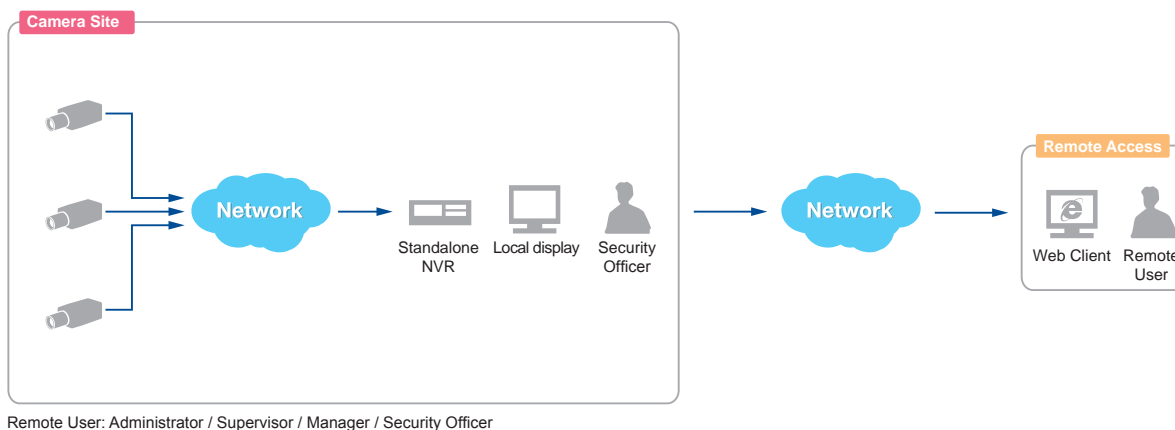 Camera Site
Remote Access
Network
Network
Standalone
NVR
Local display
Security
Officer
Web Client
Remote
User
Remote User: Administrator / Supervisor / Manager / Security Officer